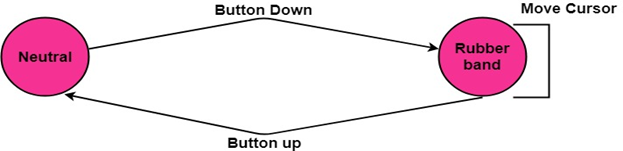 Button Down
Move Cursor
Neutral
Rubber
band
Button up